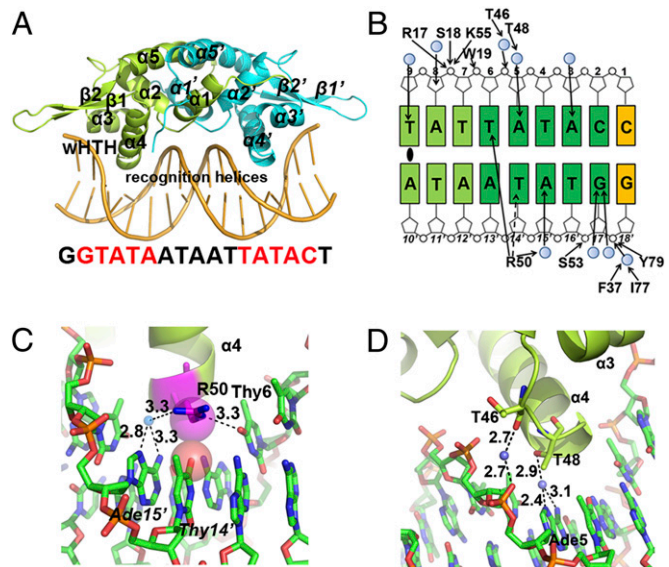 A
α5 α5'
β2 β1 α2 α1' α1 α2' β2' β1'
α3 α3'
wHTH α4 α4'
recognition helices
GGTATAATAATTATACT
B
T46
R17 S18 K55 T48
W19
9 8 7 6 5 4 3 2 1
T A T T A T A C C
A T A A T A T G G
10' 11' 12' 13' 14' 15' 16' 17' 18'
R50 S53 Y79
F37 I77
C
α4
R50 Thy6
3.3 3.3
2.8 3.3
Ade15' Thy14'
D
α3
α4
T46
2.7 T48
2.7 2.9
2.4 3.1
Ade5